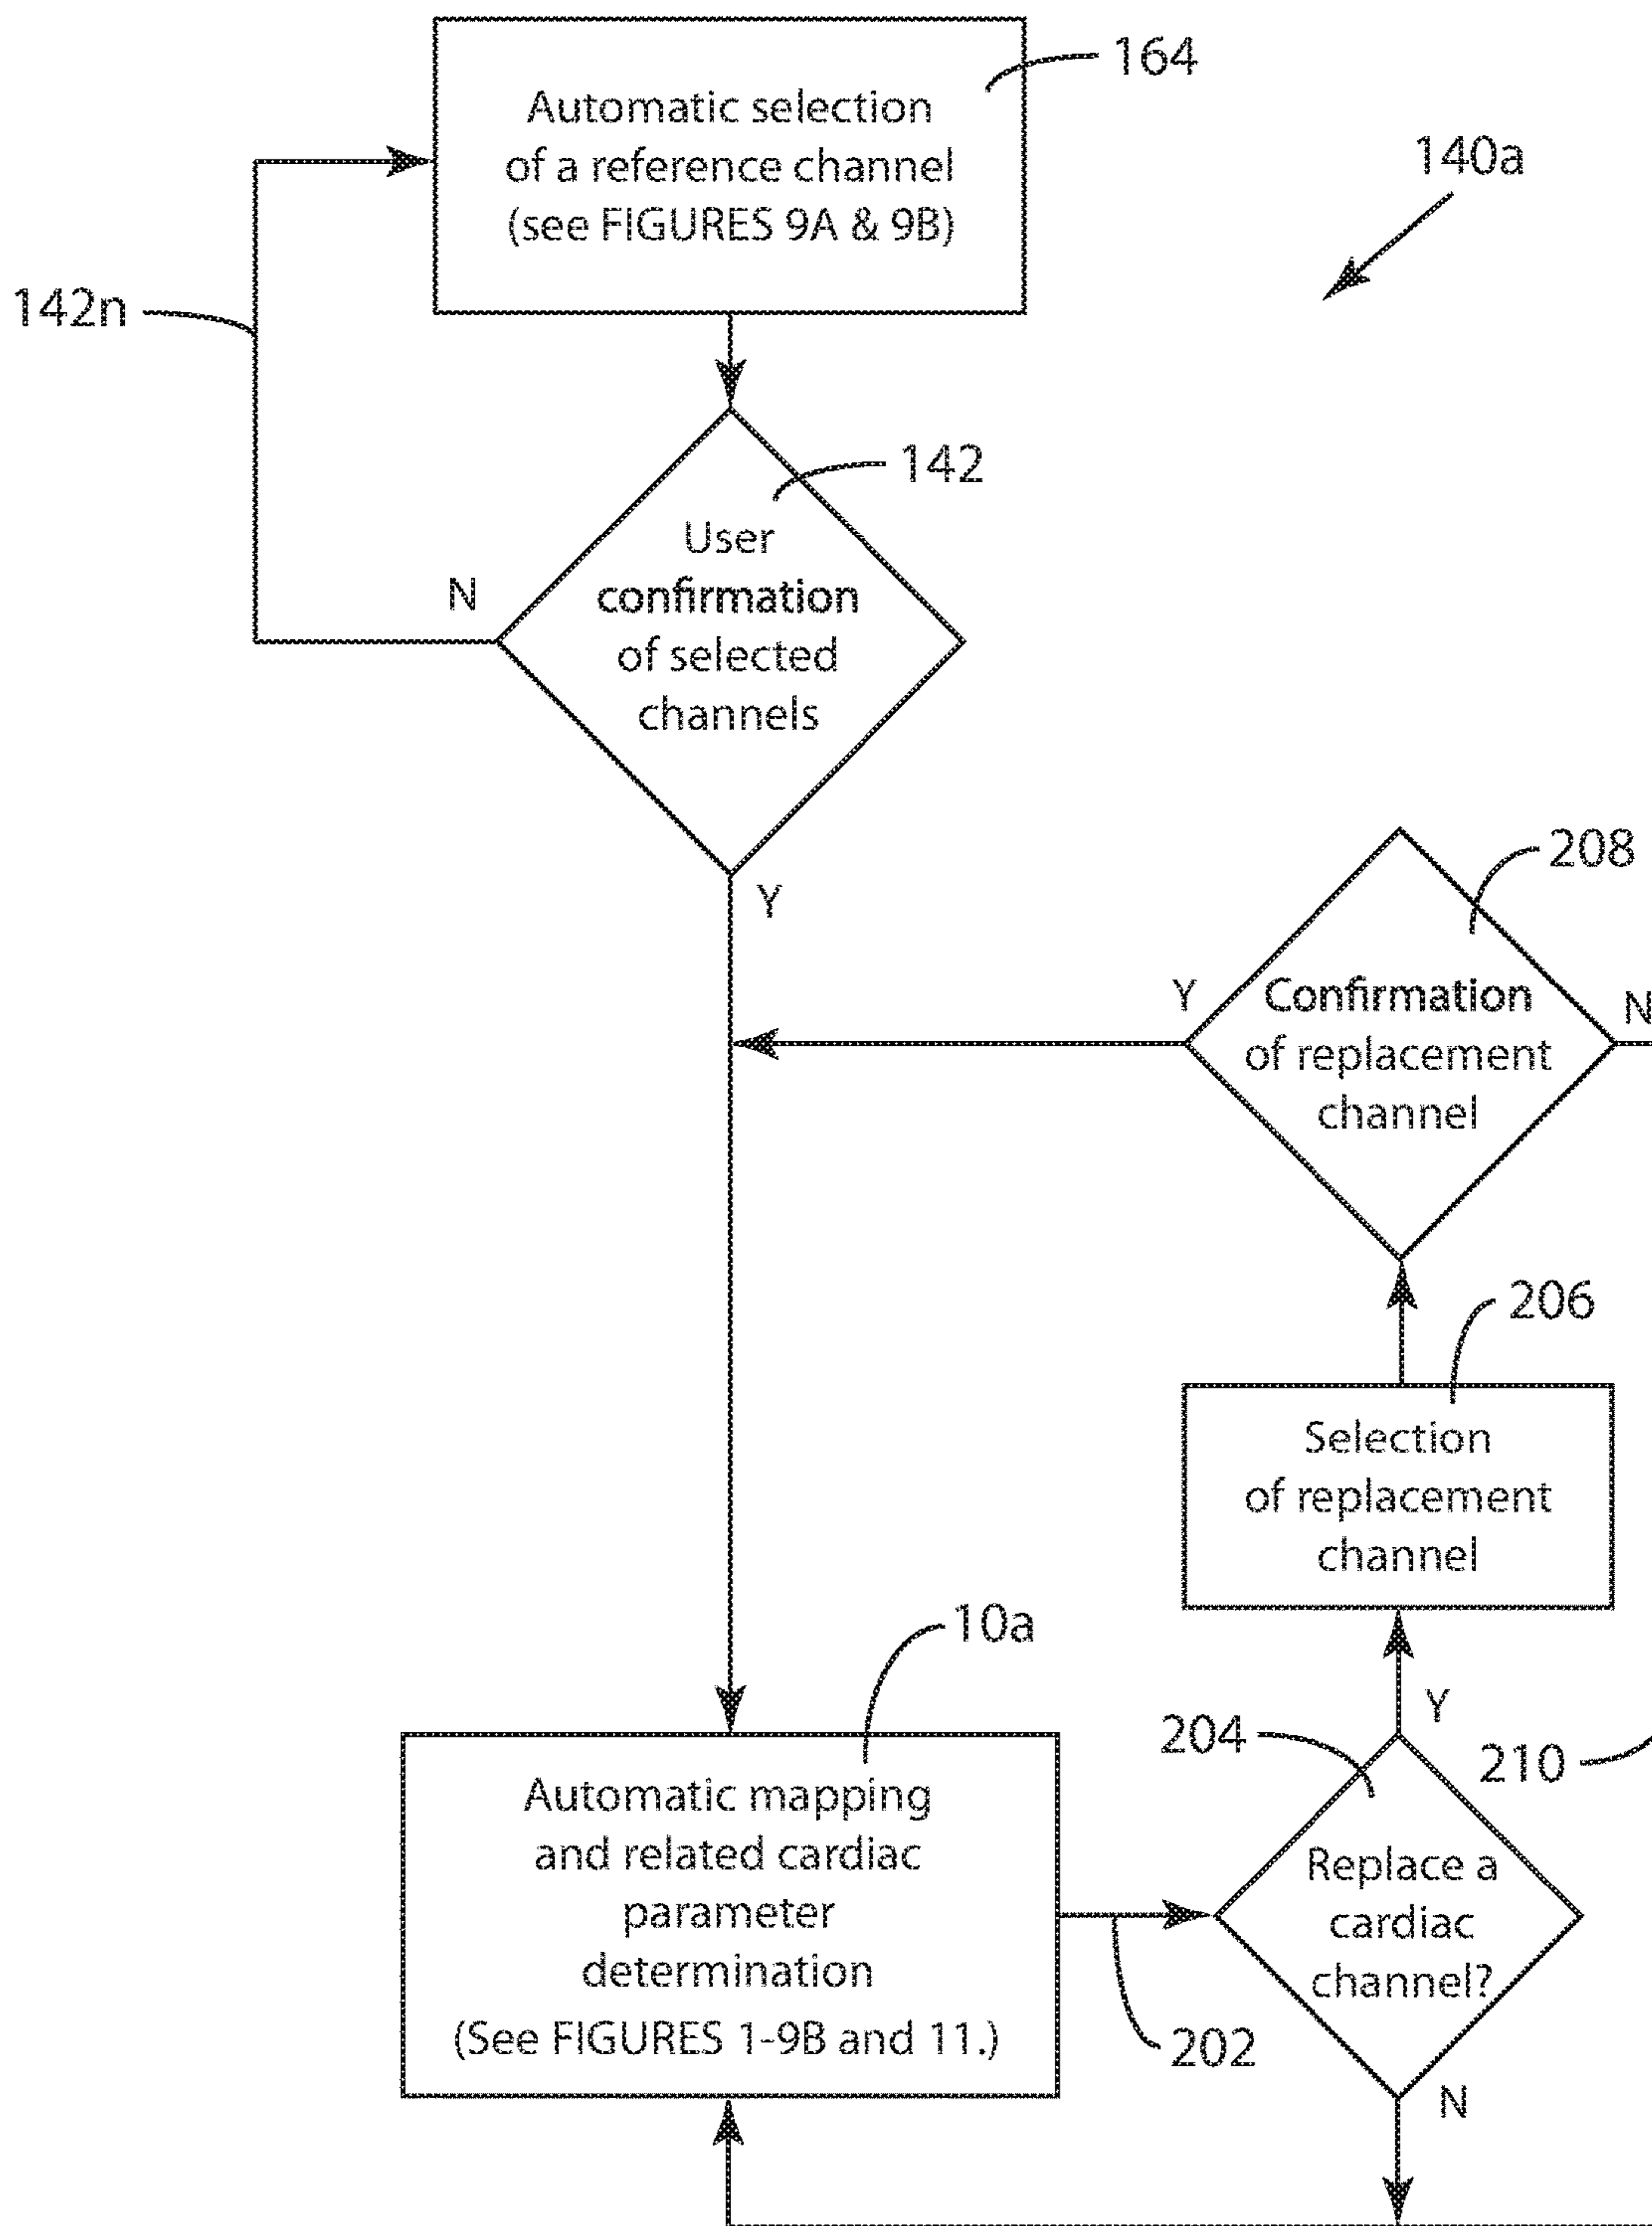 164
Automatic selection
of a reference channel
(see FIGURES 9A & 9B)
140a
142n
142
User
confirmation
of selected
channels
N
Y
208
Y
Confirmation
of replacement
channel
N
206
Selection
of replacement
channel
10a
Automatic mapping
and related cardiac
parameter
determination
(See FIGURES 1-9B and 11.)
Y
204
210
Replace a
cardiac
channel?
202
N